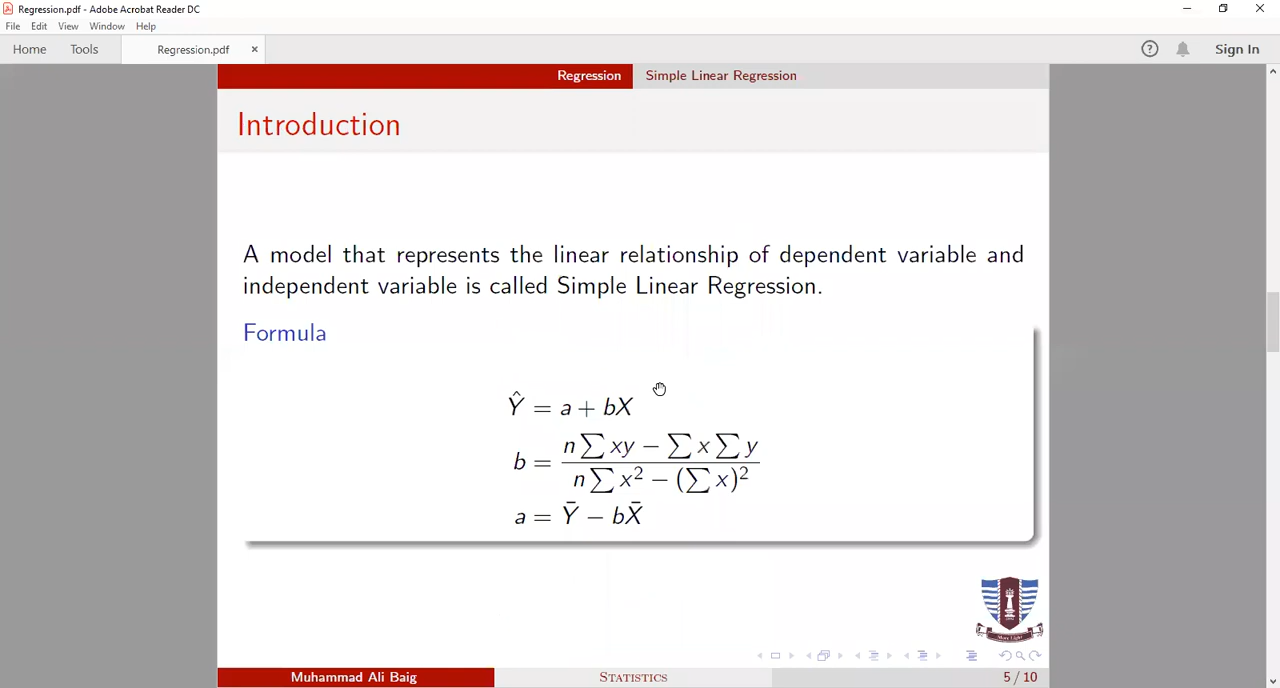 Regression.pdf - Adobe Acrobat Reader DC
File Edit View Window Help
Home Tools Regression.pdf × ? Sign In
Regression Simple Linear Regression
Introduction
A model that represents the linear relationship of dependent variable and
independent variable is called Simple Linear Regression.
Formula
Ŷ = a + bX
b = (n∑xy − ∑x∑y) / (n∑x² − (∑x)²)
a = Ȳ − bX̄
Muhammad Ali Baig STATISTICS 5 / 10